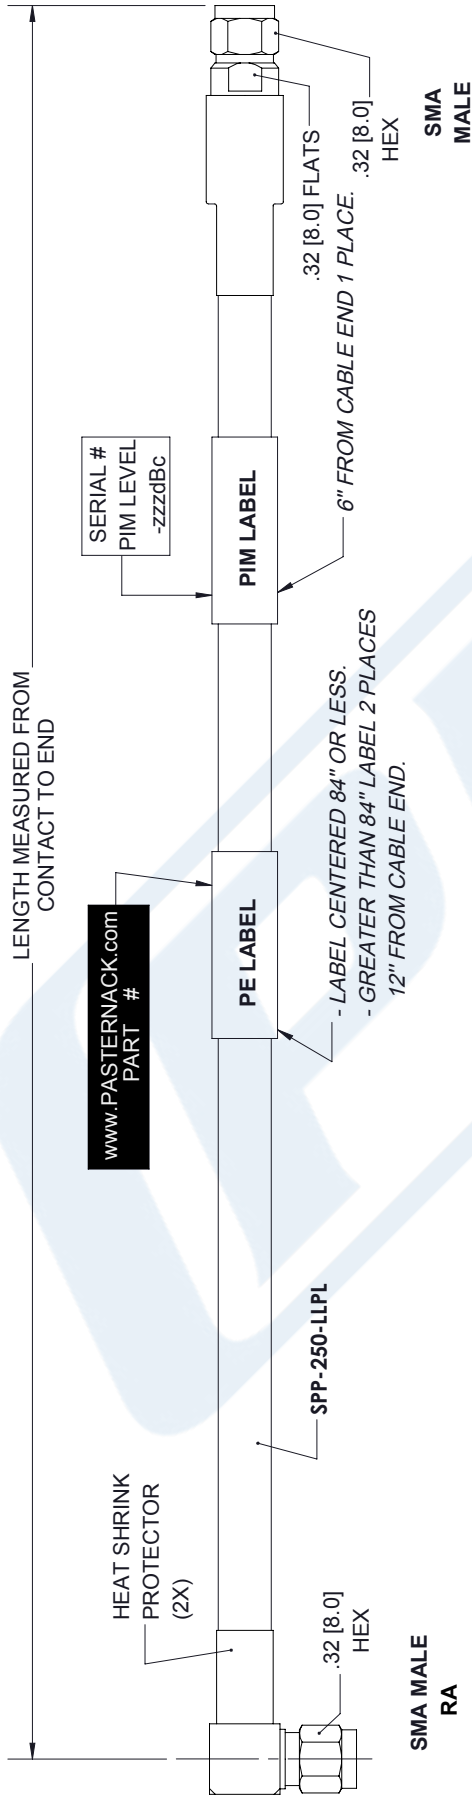 LENGTH MEASURED FROM
CONTACT TO END
HEAT SHRINK
PROTECTOR
(2X)
www.PASTERNACK.com
PART #
SERIAL #
PIM LEVEL
-zzzdBc
PE LABEL
PIM LABEL
.32 [8.0]
HEX
SMA MALE
RA
SPP-250-LLPL
- LABEL CENTERED 84" OR LESS.
- GREATER THAN 84" LABEL 2 PLACES
12" FROM CABLE END.
6" FROM CABLE END 1 PLACE.
.32 [8.0] FLATS
.32 [8.0]
HEX
SMA
MALE